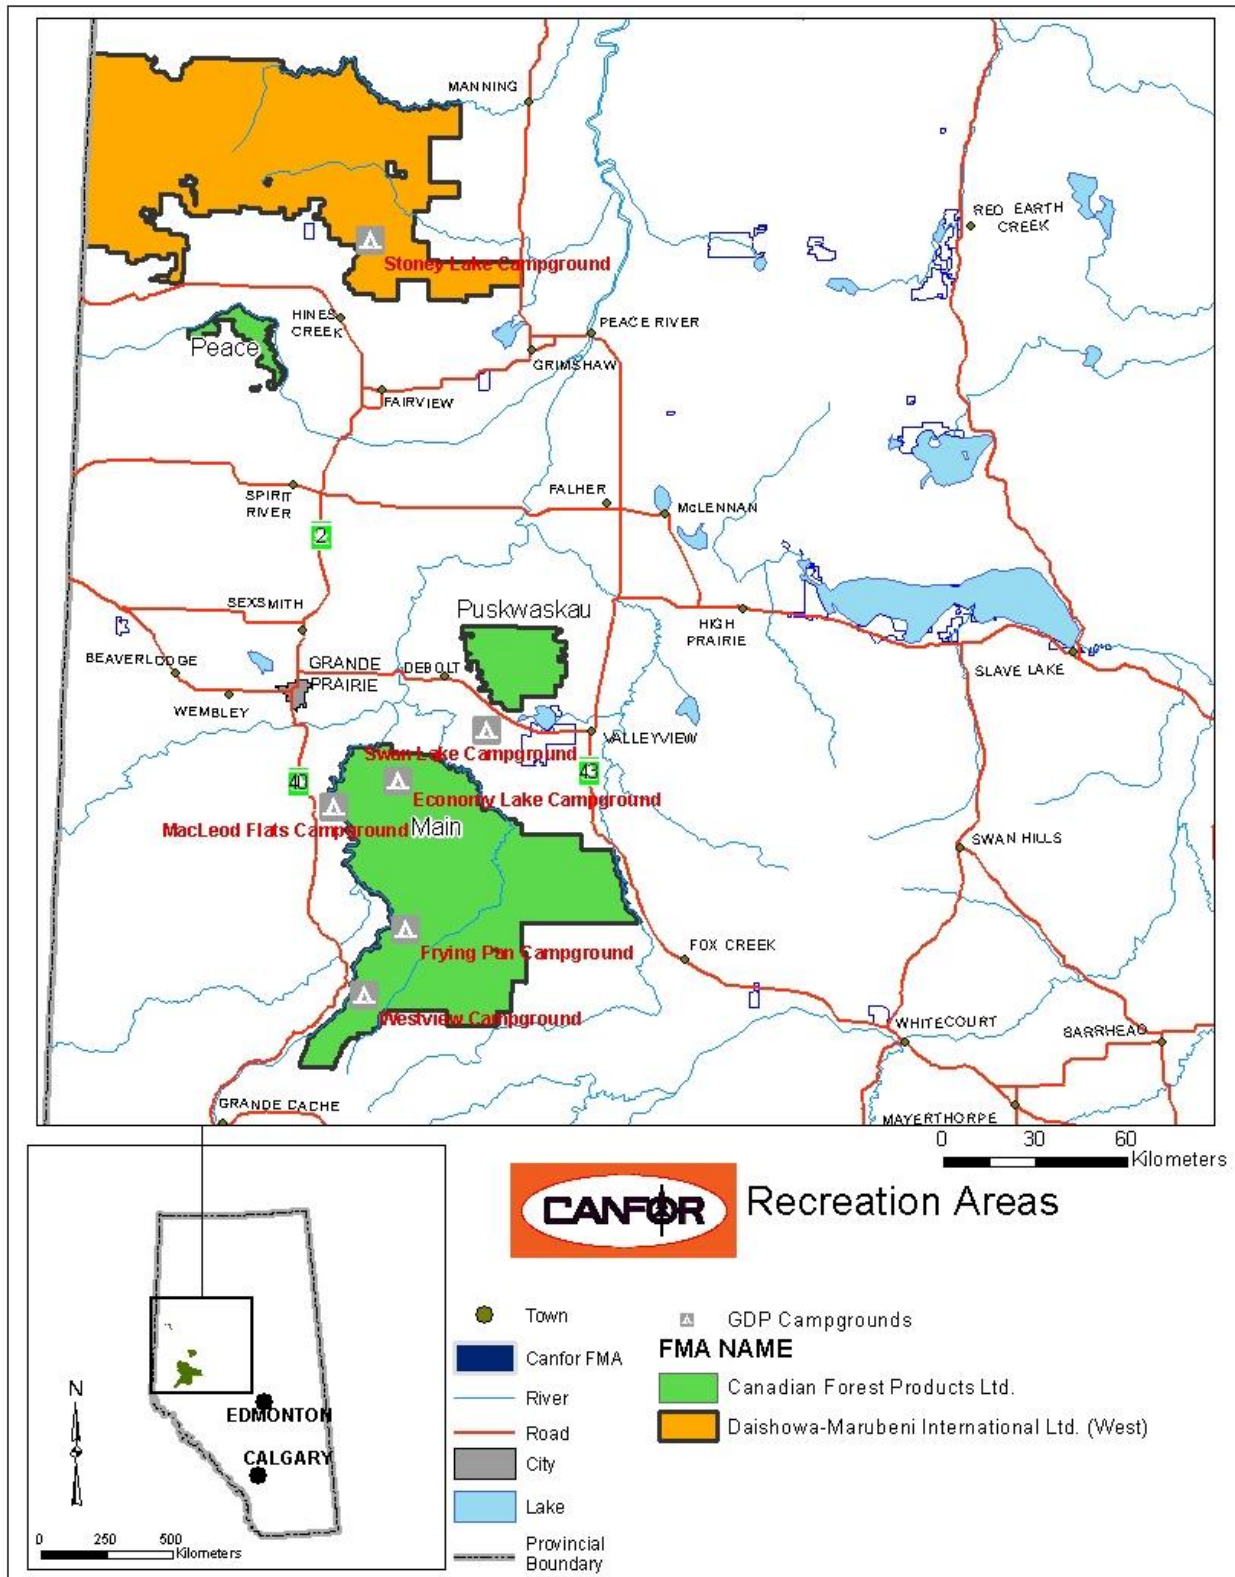 MANNING
RED EARTH
CREEK
Stoney Lake Campground
HINES
CREEK
PEACE RIVER
Peace
GRIMSHAW
FAIRVIEW
SPIRIT
RIVER
FALHER
McLENNAN
2
SEXSMITH
Puskwaskau
HIGH
PRAIRIE
BEAVERLODGE
GRANDE
PRAIRIE
DEBOLT
SLAVE LAKE
WEMBLEY
VALLEYVIEW
Swan Lake Campground
40
43
Economy Lake Campground
MacLeod Flats Campground
Main
SWAN HILLS
Frying Pan Campground
FOX CREEK
Westview Campground
WHITECOURT
BARRHEAD
GRANDE CACHE
MAYERTHORPE
0 30 60
Kilometers
CANFOR
Recreation Areas
Town
Canfor FMA
River
Road
City
Lake
Provincial
Boundary
GDP Campgrounds
FMA NAME
Canadian Forest Products Ltd.
Daishowa-Marubeni International Ltd. (West)
N
EDMONTON
CALGARY
0 250 500
Kilometers